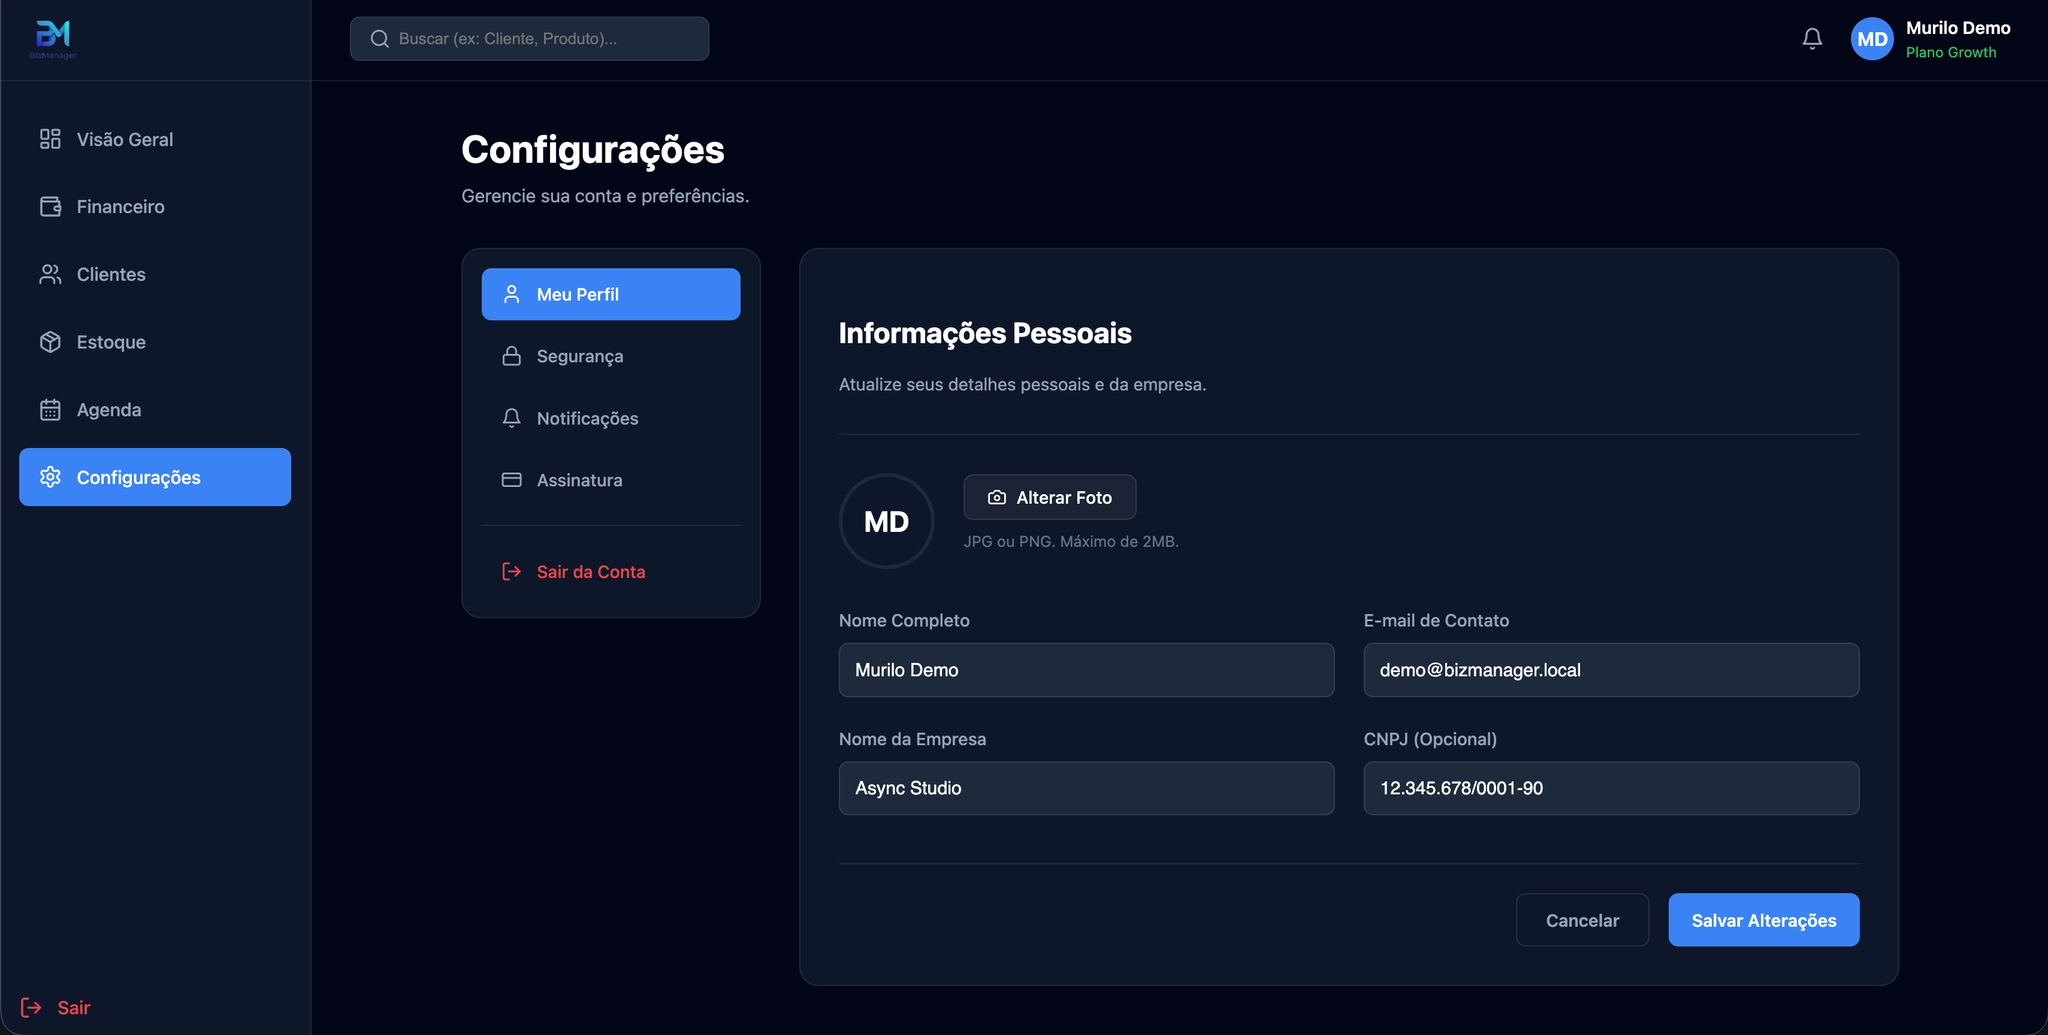 BM
BizManager
Buscar (ex: Cliente, Produto)...
MD
Murilo Demo
Plano Growth
Visão Geral
Financeiro
Clientes
Estoque
Agenda
Configurações
Sair
Configurações
Gerencie sua conta e preferências.
Meu Perfil
Segurança
Notificações
Assinatura
Sair da Conta
Informações Pessoais
Atualize seus detalhes pessoais e da empresa.
MD
Alterar Foto
JPG ou PNG. Máximo de 2MB.
Nome Completo
Murilo Demo
E-mail de Contato
demo@bizmanager.local
Nome da Empresa
Async Studio
CNPJ (Opcional)
12.345.678/0001-90
Cancelar
Salvar Alterações